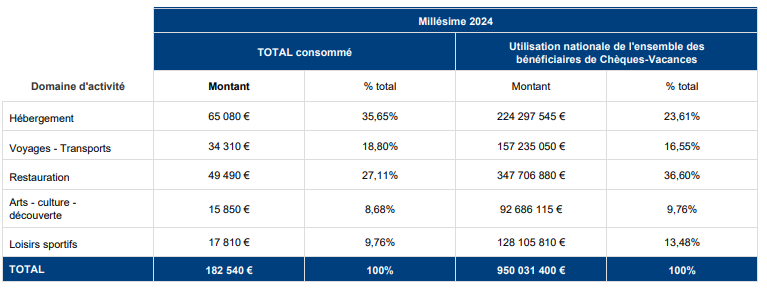 Millésime 2024
TOTAL consommé
Utilisation nationale de l'ensemble des
bénéficiaires de Chèques-Vacances
Domaine d'activité Montant % total Montant % total
Hébergement 65 080 € 35,65% 224 297 545 € 23,61%
Voyages - Transports 34 310 € 18,80% 157 235 050 € 16,55%
Restauration 49 490 € 27,11% 347 706 880 € 36,60%
Arts - culture -
découverte 15 850 € 8,68% 92 686 115 € 9,76%
Loisirs sportifs 17 810 € 9,76% 128 105 810 € 13,48%
TOTAL 182 540 € 100% 950 031 400 € 100%